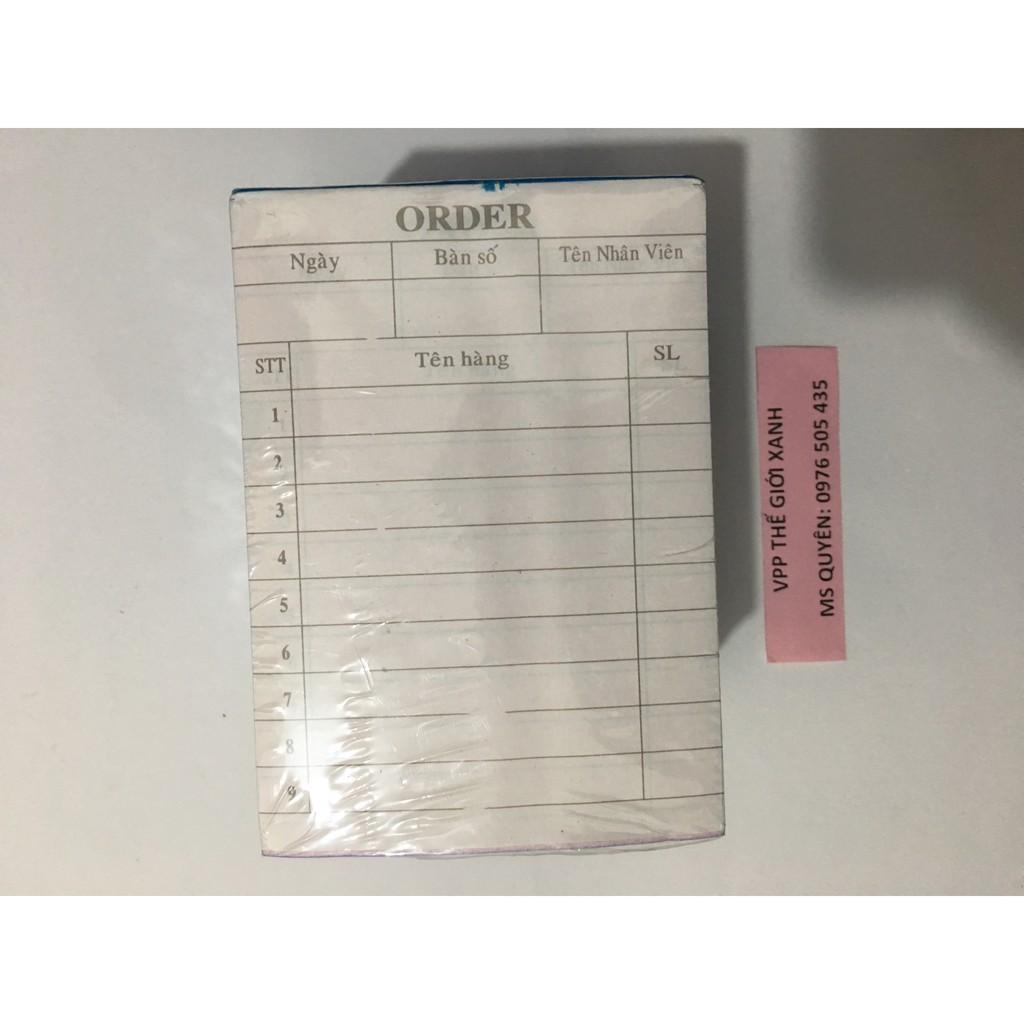 ORDER
Ngày Bàn số Tên Nhân Viên
STT Tên hàng SL
1
2
3
4
5
6
7
8
9
VPP THẾ GIỚI XANH
MS QUYÊN: 0976 505 435